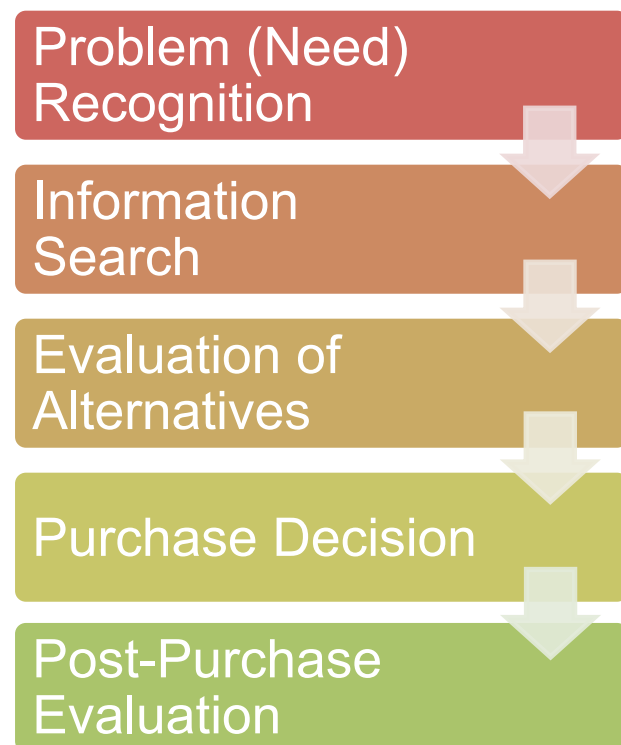 Problem (Need)
Recognition
Information
Search
Evaluation of
Alternatives
Purchase Decision
Post-Purchase
Evaluation